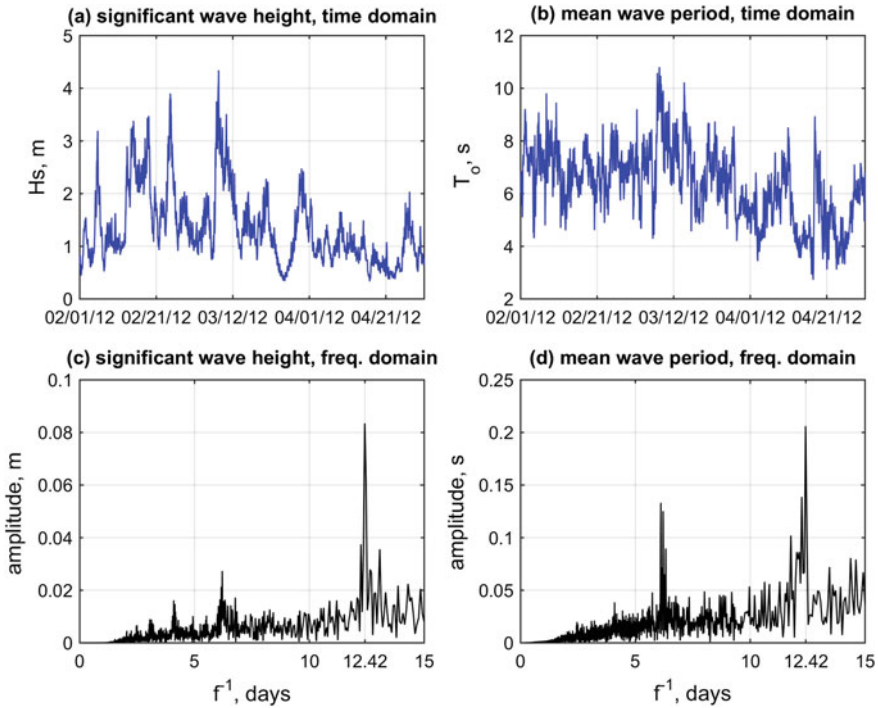 (a) significant wave height, time domain
5
4
3
2
1
0
Hs, m
02/01/12 02/21/12 03/12/12 04/01/12 04/21/12
(b) mean wave period, time domain
12
10
8
6
4
2
T_o, s
02/01/12 02/21/12 03/12/12 04/01/12 04/21/12
(c) significant wave height, freq. domain
0.1
0.08
0.06
0.04
0.02
0
amplitude, m
5 10 12.42 15
f⁻¹, days
(d) mean wave period, freq. domain
0.25
0.2
0.15
0.1
0.05
0
amplitude, s
0 5 10 12.42 15
f⁻¹, days